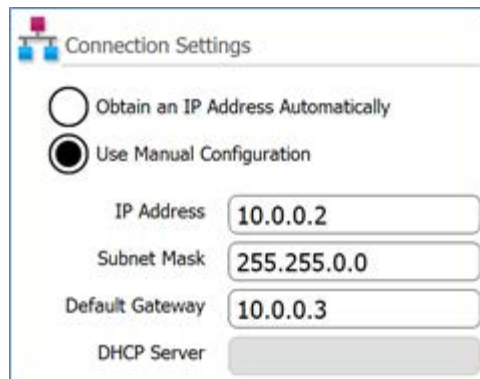 Connection Settings
Obtain an IP Address Automatically
Use Manual Configuration
IP Address 10.0.0.2
Subnet Mask 255.255.0.0
Default Gateway 10.0.0.3
DHCP Server